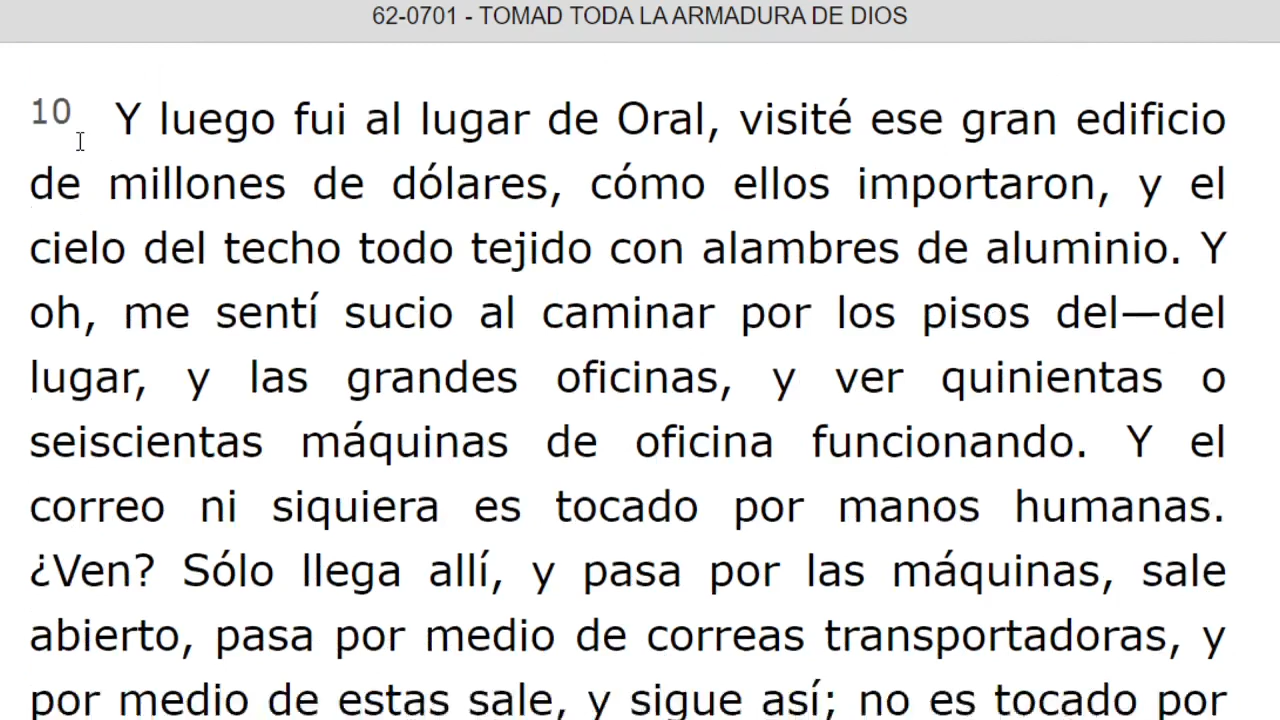 62-0701 - TOMAD TODA LA ARMADURA DE DIOS
10 Y luego fui al lugar de Oral, visité ese gran edificio
de millones de dólares, cómo ellos importaron, y el
cielo del techo todo tejido con alambres de aluminio. Y
oh, me sentí sucio al caminar por los pisos del—del
lugar, y las grandes oficinas, y ver quinientas o
seiscientas máquinas de oficina funcionando. Y el
correo ni siquiera es tocado por manos humanas.
¿Ven? Sólo llega allí, y pasa por las máquinas, sale
abierto, pasa por medio de correas transportadoras, y
por medio de estas sale, y sigue así; no es tocado por